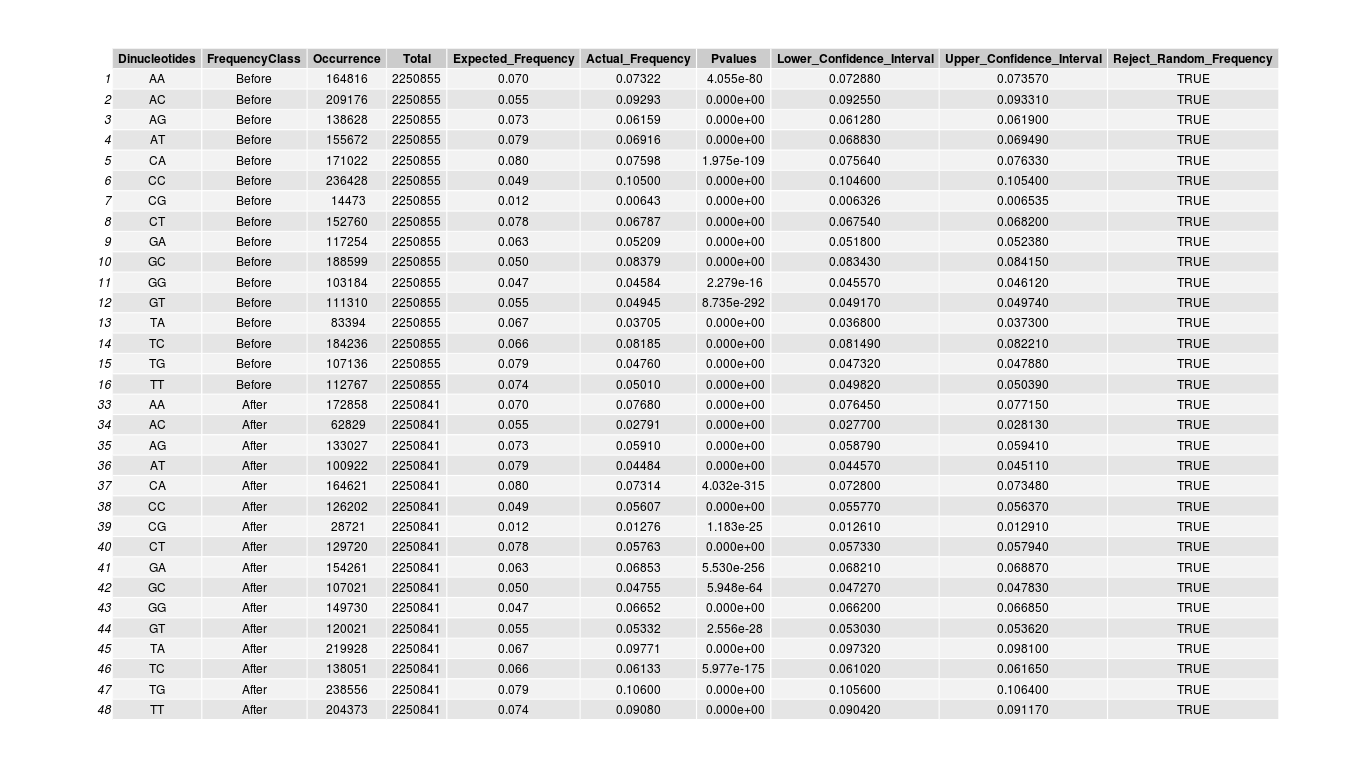 Dinucleotides FrequencyClass Occurrence Total Expected_Frequency Actual_Frequency Pvalues Lower_Confidence_Interval Upper_Confidence_Interval Reject_Random_Frequency
1 AA Before 164816 2250855 0.070 0.07322 4.055e-80 0.072880 0.073570 TRUE
2 AC Before 209176 2250855 0.055 0.09293 0.000e+00 0.092550 0.093310 TRUE
3 AG Before 138628 2250855 0.073 0.06159 0.000e+00 0.061280 0.061900 TRUE
4 AT Before 155672 2250855 0.079 0.06916 0.000e+00 0.068830 0.069490 TRUE
5 CA Before 171022 2250855 0.080 0.07598 1.975e-109 0.075640 0.076330 TRUE
6 CC Before 236428 2250855 0.049 0.10500 0.000e+00 0.104600 0.105400 TRUE
7 CG Before 14473 2250855 0.012 0.00643 0.000e+00 0.006326 0.006535 TRUE
8 CT Before 152760 2250855 0.078 0.06787 0.000e+00 0.067540 0.068200 TRUE
9 GA Before 117254 2250855 0.063 0.05209 0.000e+00 0.051800 0.052380 TRUE
10 GC Before 188599 2250855 0.050 0.08379 0.000e+00 0.083430 0.084150 TRUE
11 GG Before 103184 2250855 0.047 0.04584 2.279e-16 0.045570 0.046120 TRUE
12 GT Before 111310 2250855 0.055 0.04945 8.735e-292 0.049170 0.049740 TRUE
13 TA Before 83394 2250855 0.067 0.03705 0.000e+00 0.036800 0.037300 TRUE
14 TC Before 184236 2250855 0.066 0.08185 0.000e+00 0.081490 0.082210 TRUE
15 TG Before 107136 2250855 0.079 0.04760 0.000e+00 0.047320 0.047880 TRUE
16 TT Before 112767 2250855 0.074 0.05010 0.000e+00 0.049820 0.050390 TRUE
33 AA After 172858 2250841 0.070 0.07680 0.000e+00 0.076450 0.077150 TRUE
34 AC After 62829 2250841 0.055 0.02791 0.000e+00 0.027700 0.028130 TRUE
35 AG After 133027 2250841 0.073 0.05910 0.000e+00 0.058790 0.059410 TRUE
36 AT After 100922 2250841 0.079 0.04484 0.000e+00 0.044570 0.045110 TRUE
37 CA After 164621 2250841 0.080 0.07314 4.032e-315 0.072800 0.073480 TRUE
38 CC After 126202 2250841 0.049 0.05607 0.000e+00 0.055770 0.056370 TRUE
39 CG After 28721 2250841 0.012 0.01276 1.183e-25 0.012610 0.012910 TRUE
40 CT After 129720 2250841 0.078 0.05763 0.000e+00 0.057330 0.057940 TRUE
41 GA After 154261 2250841 0.063 0.06853 5.530e-256 0.068210 0.068870 TRUE
42 GC After 107021 2250841 0.050 0.04755 5.948e-64 0.047270 0.047830 TRUE
43 GG After 149730 2250841 0.047 0.06652 0.000e+00 0.066200 0.066850 TRUE
44 GT After 120021 2250841 0.055 0.05332 2.556e-28 0.053030 0.053620 TRUE
45 TA After 219928 2250841 0.067 0.09771 0.000e+00 0.097320 0.098100 TRUE
46 TC After 138051 2250841 0.066 0.06133 5.977e-175 0.061020 0.061650 TRUE
47 TG After 238556 2250841 0.079 0.10600 0.000e+00 0.105600 0.106400 TRUE
48 TT After 204373 2250841 0.074 0.09080 0.000e+00 0.090420 0.091170 TRUE